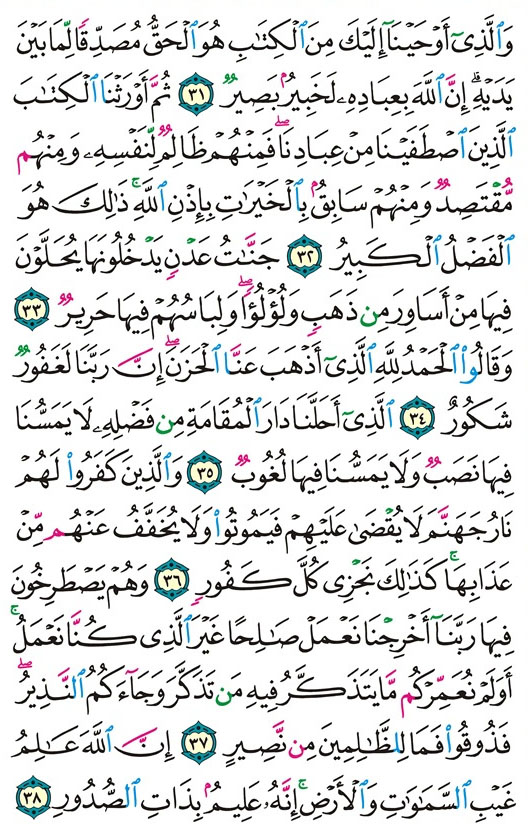 وَٱلَّذِىٓ أَوْحَيْنَآ إِلَيْكَ مِنَ ٱلْكِتَٰبِ هُوَ ٱلْحَقُّ مُصَدِّقًا لِّمَا بَيْنَ
يَدَيْهِ ۗ إِنَّ ٱللَّهَ بِعِبَادِهِۦ لَخَبِيرٌۢ بَصِيرٌ ٣١ ثُمَّ أَوْرَثْنَا ٱلْكِتَٰبَ
ٱلَّذِينَ ٱصْطَفَيْنَا مِنْ عِبَادِنَا ۖ فَمِنْهُمْ ظَالِمٌ لِّنَفْسِهِۦ وَمِنْهُم
مُّقْتَصِدٌ وَمِنْهُمْ سَابِقٌۢ بِٱلْخَيْرَٰتِ بِإِذْنِ ٱللَّهِ ۚ ذَٰلِكَ هُوَ
ٱلْفَضْلُ ٱلْكَبِيرُ ٣٢ جَنَّٰتُ عَدْنٍ يَدْخُلُونَهَا يُحَلَّوْنَ
فِيهَا مِنْ أَسَاوِرَ مِن ذَهَبٍ وَلُؤْلُؤًا ۖ وَلِبَاسُهُمْ فِيهَا حَرِيرٌ ٣٣
وَقَالُوا۟ ٱلْحَمْدُ لِلَّهِ ٱلَّذِىٓ أَذْهَبَ عَنَّا ٱلْحَزَنَ ۖ إِنَّ رَبَّنَا لَغَفُورٌ
شَكُورٌ ٣٤ ٱلَّذِىٓ أَحَلَّنَا دَارَ ٱلْمُقَامَةِ مِن فَضْلِهِۦ لَا يَمَسُّنَا
فِيهَا نَصَبٌ وَلَا يَمَسُّنَا فِيهَا لُغُوبٌ ٣٥ وَٱلَّذِينَ كَفَرُوا۟ لَهُمْ
نَارُ جَهَنَّمَ لَا يُقْضَىٰ عَلَيْهِمْ فَيَمُوتُوا۟ وَلَا يُخَفَّفُ عَنْهُم مِّنْ
عَذَابِهَا ۚ كَذَٰلِكَ نَجْزِى كُلَّ كَفُورٍ ٣٦ وَهُمْ يَصْطَرِخُونَ
فِيهَا رَبَّنَآ أَخْرِجْنَا نَعْمَلْ صَٰلِحًا غَيْرَ ٱلَّذِى كُنَّا نَعْمَلُ ۚ
أَوَلَمْ نُعَمِّرْكُم مَّا يَتَذَكَّرُ فِيهِ مَن تَذَكَّرَ وَجَآءَكُمُ ٱلنَّذِيرُ ۖ
فَذُوقُوا۟ فَمَا لِلظَّٰلِمِينَ مِن نَّصِيرٍ ٣٧ إِنَّ ٱللَّهَ عَٰلِمُ
غَيْبِ ٱلسَّمَٰوَٰتِ وَٱلْأَرْضِ ۚ إِنَّهُۥ عَلِيمٌۢ بِذَاتِ ٱلصُّدُورِ ٣٨